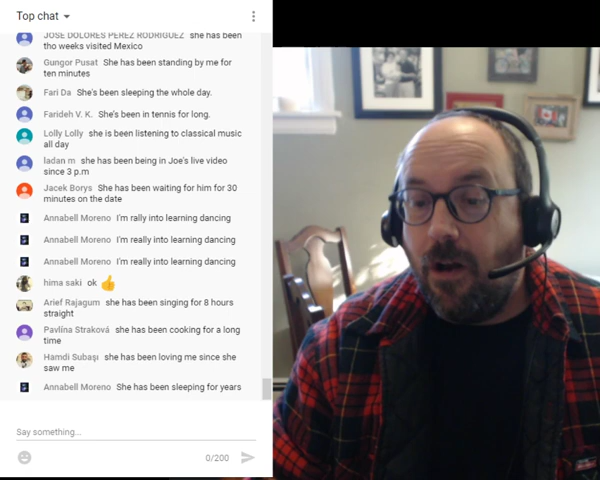 Top chat
JOSE DOLORES PEREZ RODRIGUEZ she has been
tho weeks visited Mexico
Gungor Pusat She has been standing by me for
ten minutes
Fari Da She's been sleeping the whole day.
Farideh V. K. She's been in tennis for long.
Lolly Lolly she is been listening to classical music
all day
ladan m she has been being in Joe's live video
since 3 p.m
Jacek Borys She has been waiting for him for 30
minutes on the date
Annabell Moreno I'm rally into learning dancing
Annabell Moreno I'm really into learning dancing
Annabell Moreno I'm really into learning dancing
hima saki ok 👍
Arief Rajagum she has been singing for 8 hours
straight
Pavlína Straková she has been cooking for a long
time
Hamdi Subaşı she has been loving me since she
saw me
Annabell Moreno She has been sleeping for years
Say something...
0/200